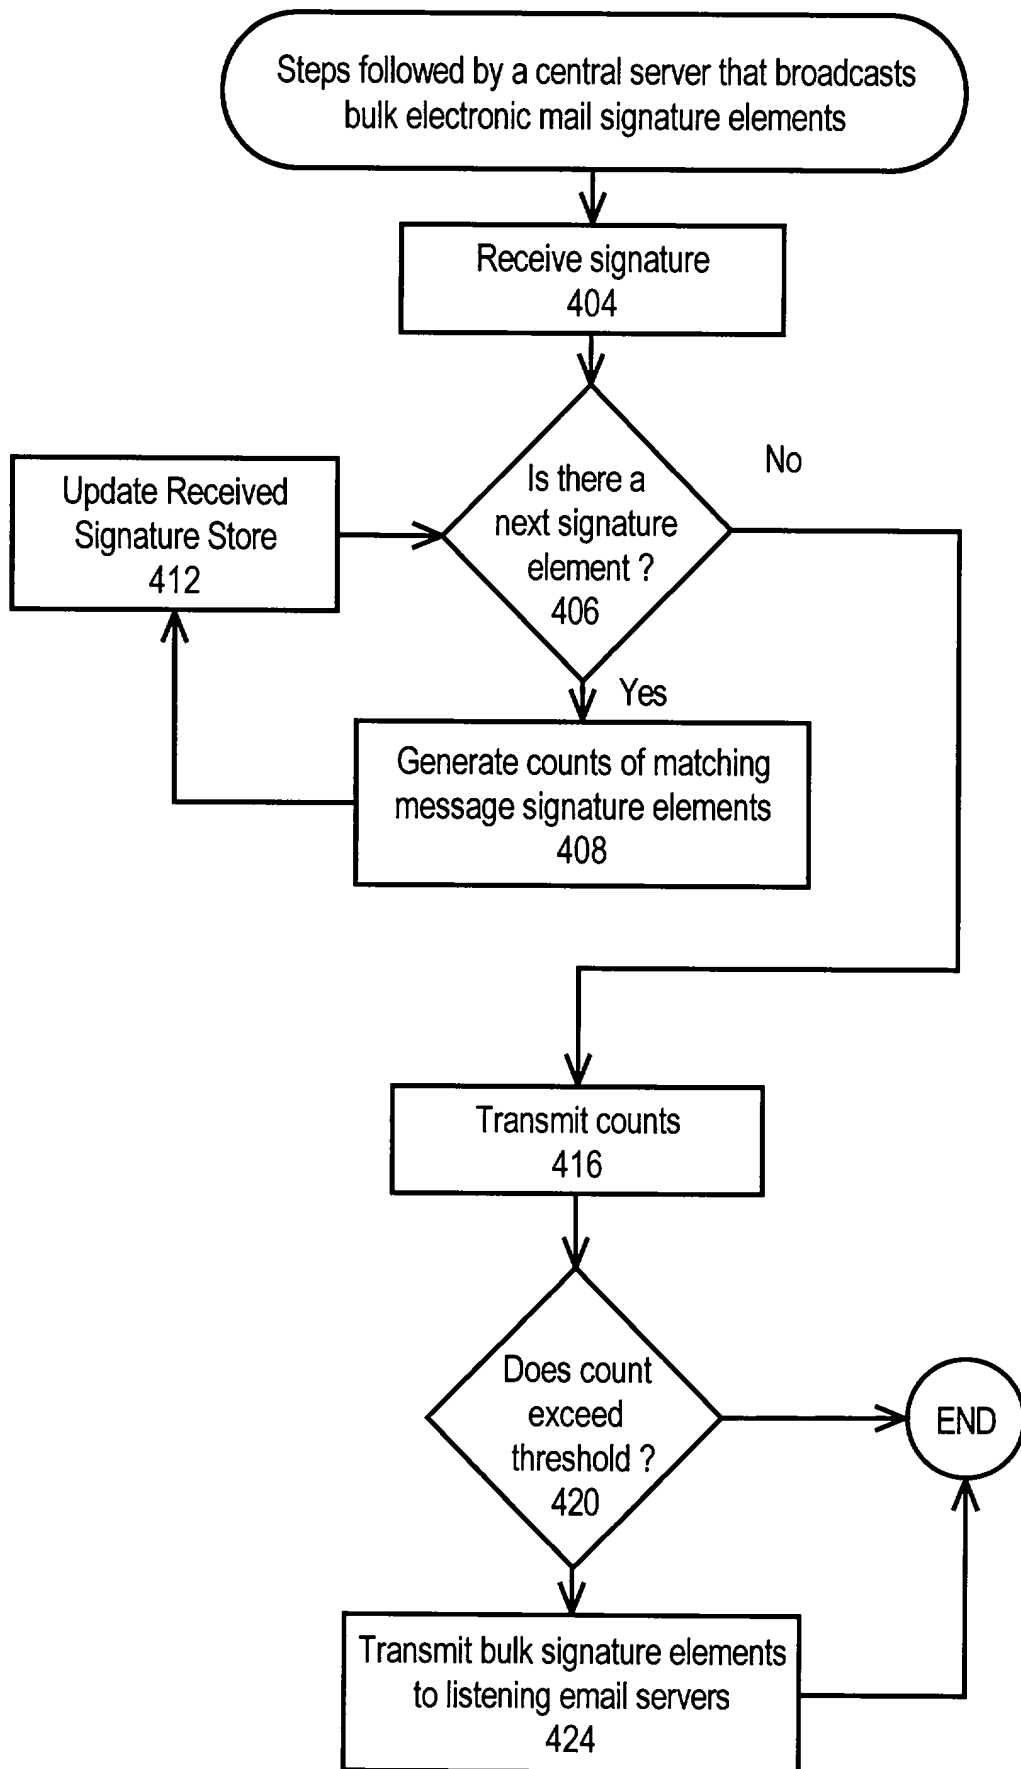 Steps followed by a central server that broadcasts
bulk electronic mail signature elements
Receive signature
404
No
Is there a
next signature
element ?
406
Update Received
Signature Store
412
Yes
Generate counts of matching
message signature elements
408
Transmit counts
416
Does count
exceed
threshold ?
420
END
Transmit bulk signature elements
to listening email servers
424